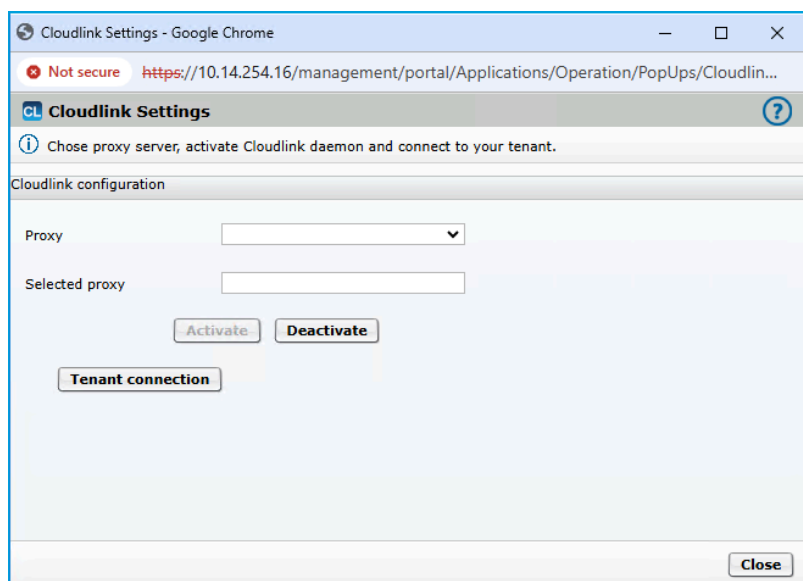 Cloudlink Settings - Google Chrome
Not secure https://10.14.254.16/management/portal/Applications/Operation/PopUps/Cloudlin...
CL Cloudlink Settings ?
i Chose proxy server, activate Cloudlink daemon and connect to your tenant.
Cloudlink configuration
Proxy
Selected proxy
Activate Deactivate
Tenant connection
Close